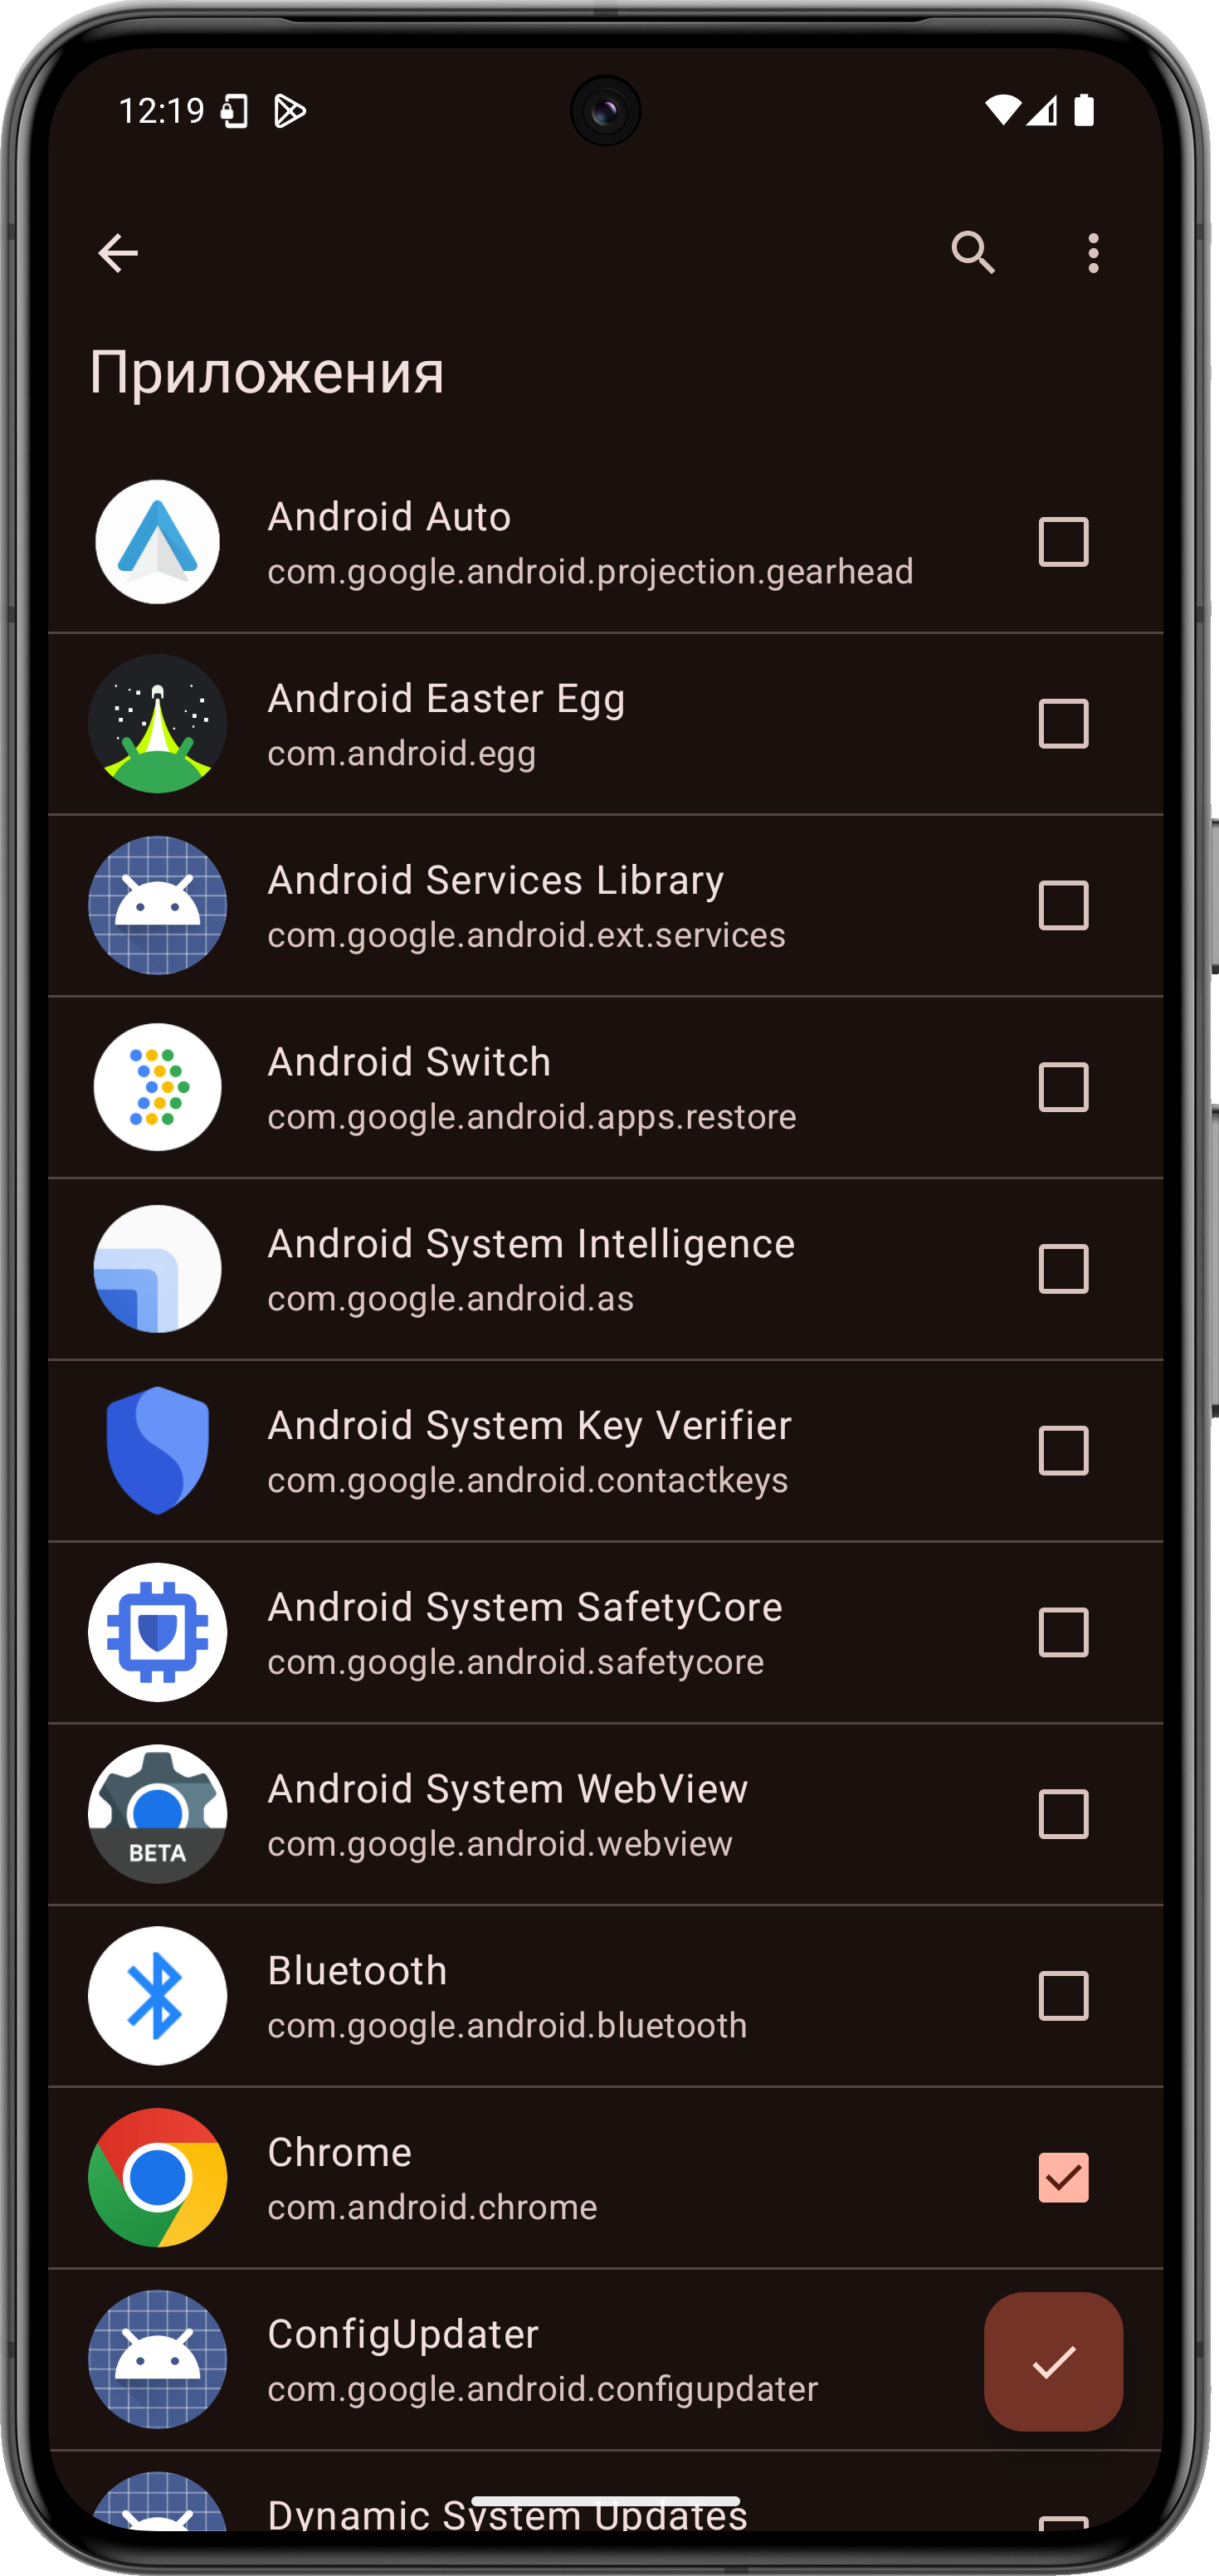 12:19
Приложения
Android Auto
com.google.android.projection.gearhead
Android Easter Egg
com.android.egg
Android Services Library
com.google.android.ext.services
Android Switch
com.google.android.apps.restore
Android System Intelligence
com.google.android.as
Android System Key Verifier
com.google.android.contactkeys
Android System SafetyCore
com.google.android.safetycore
BETA
Android System WebView
com.google.android.webview
Bluetooth
com.google.android.bluetooth
Chrome
com.android.chrome
ConfigUpdater
com.google.android.configupdater
Dynamic System Updates